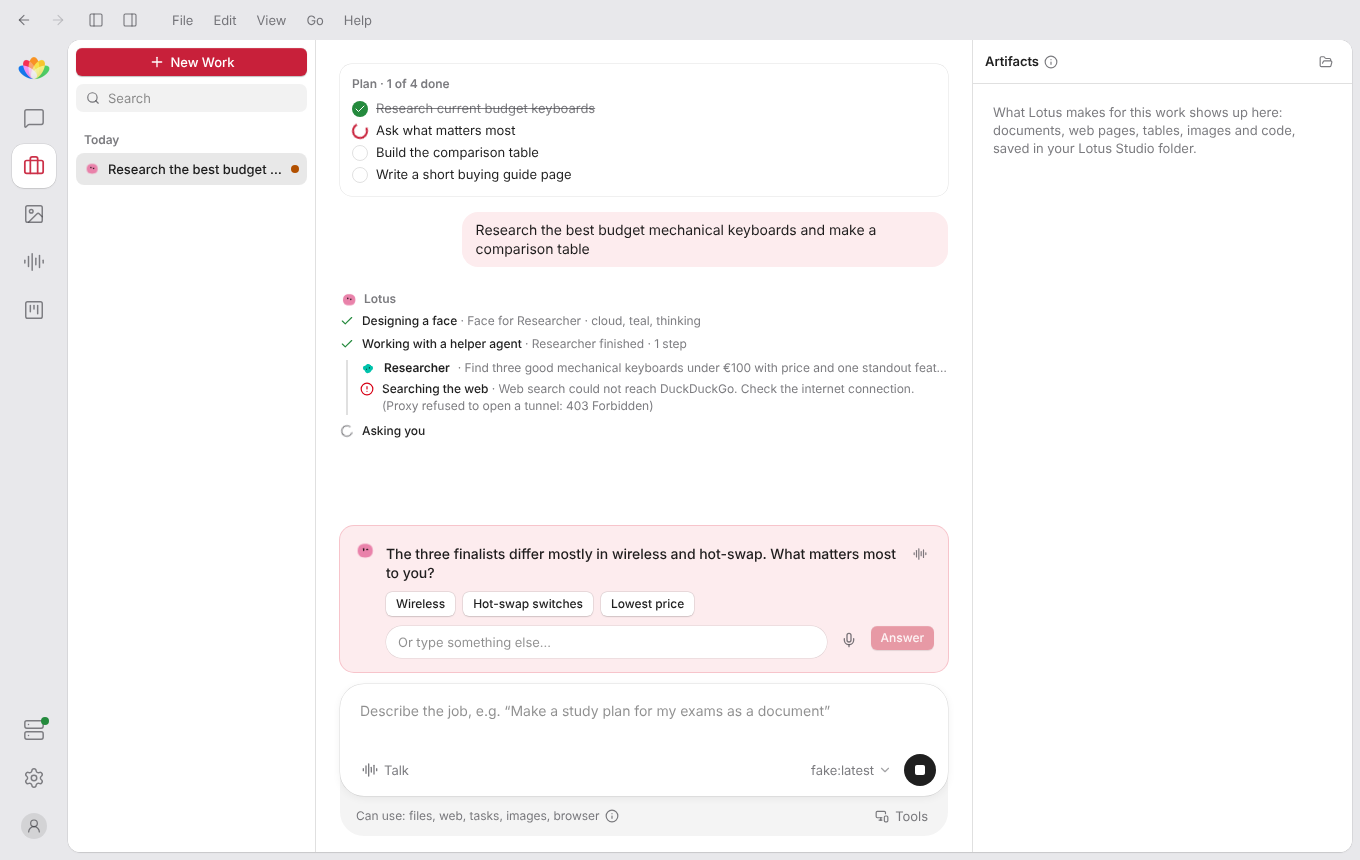 File Edit View Go Help
New Work
Search
Today
Research the best budget ...
Plan · 1 of 4 done
Research current budget keyboards
Ask what matters most
Build the comparison table
Write a short buying guide page
Research the best budget mechanical keyboards and make a
comparison table
Lotus
Designing a face · Face for Researcher · cloud, teal, thinking
Working with a helper agent · Researcher finished · 1 step
Researcher · Find three good mechanical keyboards under €100 with price and one standout feat...
Searching the web · Web search could not reach DuckDuckGo. Check the internet connection.
(Proxy refused to open a tunnel: 403 Forbidden)
Asking you
The three finalists differ mostly in wireless and hot-swap. What matters most
to you?
Wireless Hot-swap switches Lowest price
Or type something else...
Answer
Describe the job, e.g. “Make a study plan for my exams as a document”
Talk
fake:latest
Can use: files, web, tasks, images, browser
Tools
Artifacts
What Lotus makes for this work shows up here:
documents, web pages, tables, images and code,
saved in your Lotus Studio folder.